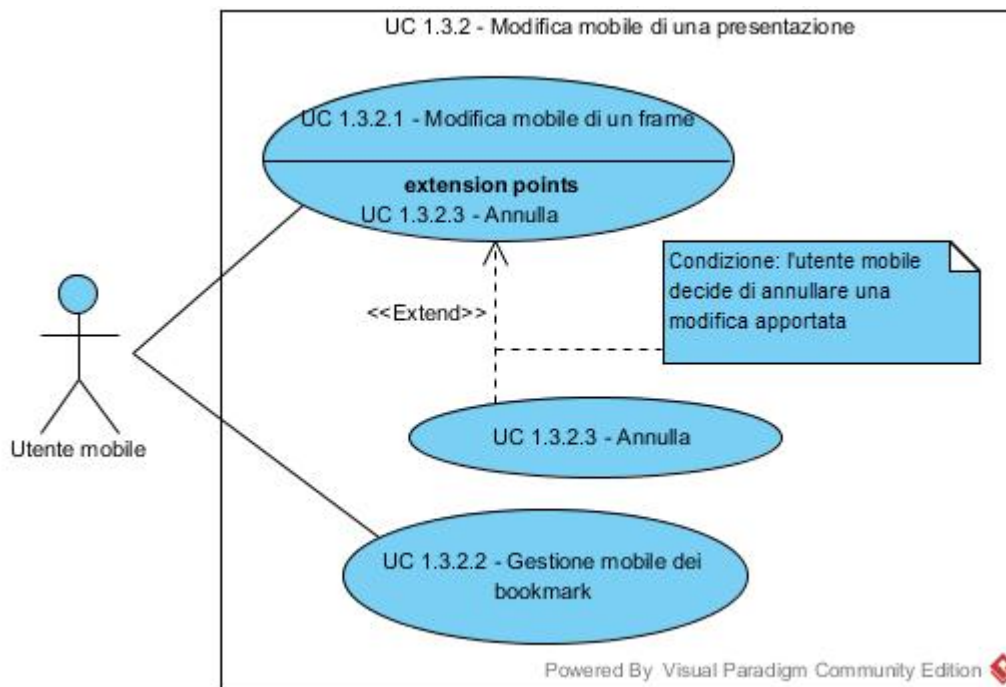 UC 1.3.2 - Modifica mobile di una presentazione
UC 1.3.2.1 - Modifica mobile di un frame
extension points
UC 1.3.2.3 - Annulla
Condizione: l'utente mobile
decide di annullare una
modifica apportata
<<Extend>>
Utente mobile
UC 1.3.2.3 - Annulla
UC 1.3.2.2 - Gestione mobile dei
bookmark
Powered By Visual Paradigm Community Edition